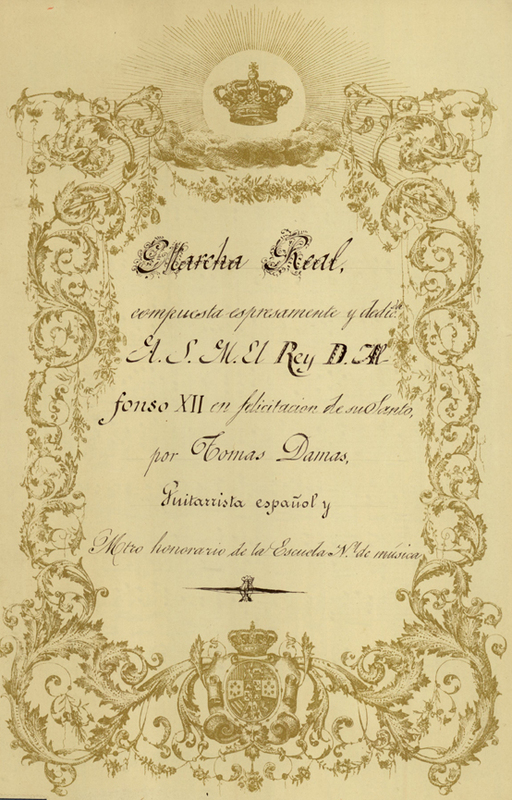 Marcha Real,
compuesta espresamente y dedic.da
A. S. M. El Rey D. Al-
fonso XII en felicitacion de su Santo,
por Tomas Damas,
Guitarrista español y
Mtro honorario de la Escuela N.l de música